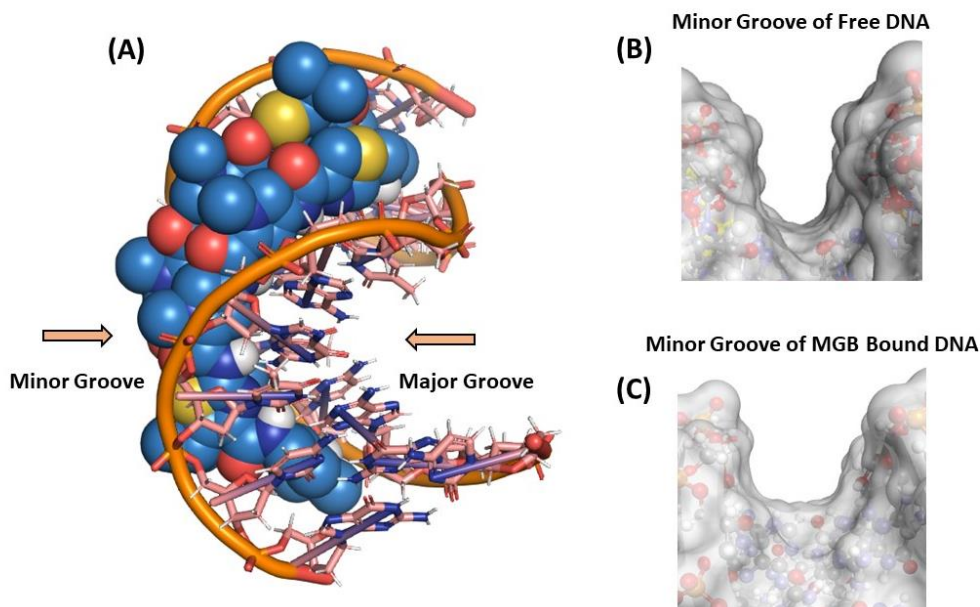 (A)
Minor Groove
Major Groove
Minor Groove of Free DNA
(B)
Minor Groove of MGB Bound DNA
(C)